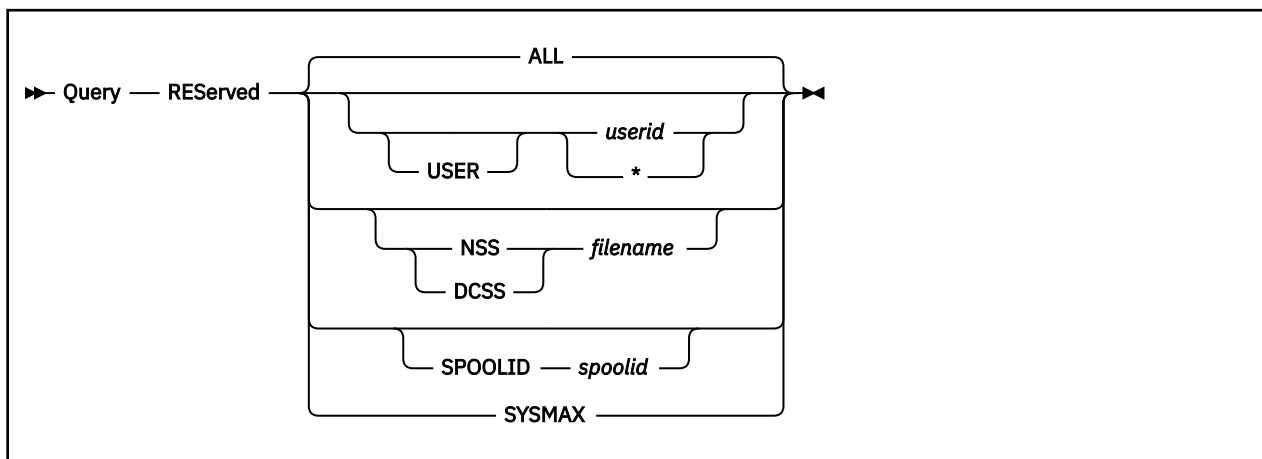 ALL
Query REServed
userid
USER *
NSS filename
DCSS
SPOOLID spoolid
SYSMAX